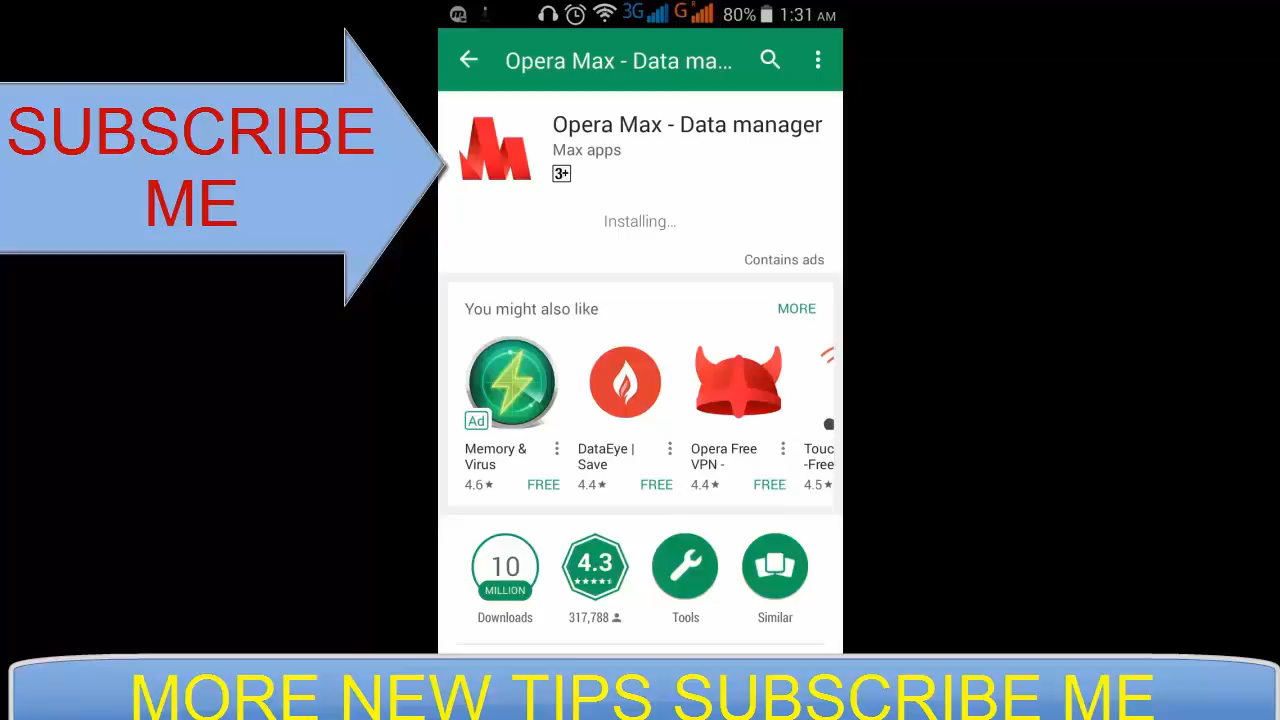 3G G R 80% 1:31 AM
Opera Max - Data ma...
SUBSCRIBE
ME
Opera Max - Data manager
Max apps
3+
Installing...
Contains ads
You might also like
MORE
Ad
Memory &
Virus
4.6★ FREE
DataEye |
Save
4.4★ FREE
Opera Free
VPN -
4.4★ FREE
Touc
-Free
4.5★
10
MILLION
Downloads
4.3
317,788
Tools
Similar
MORE NEW TIPS SUBSCRIBE ME